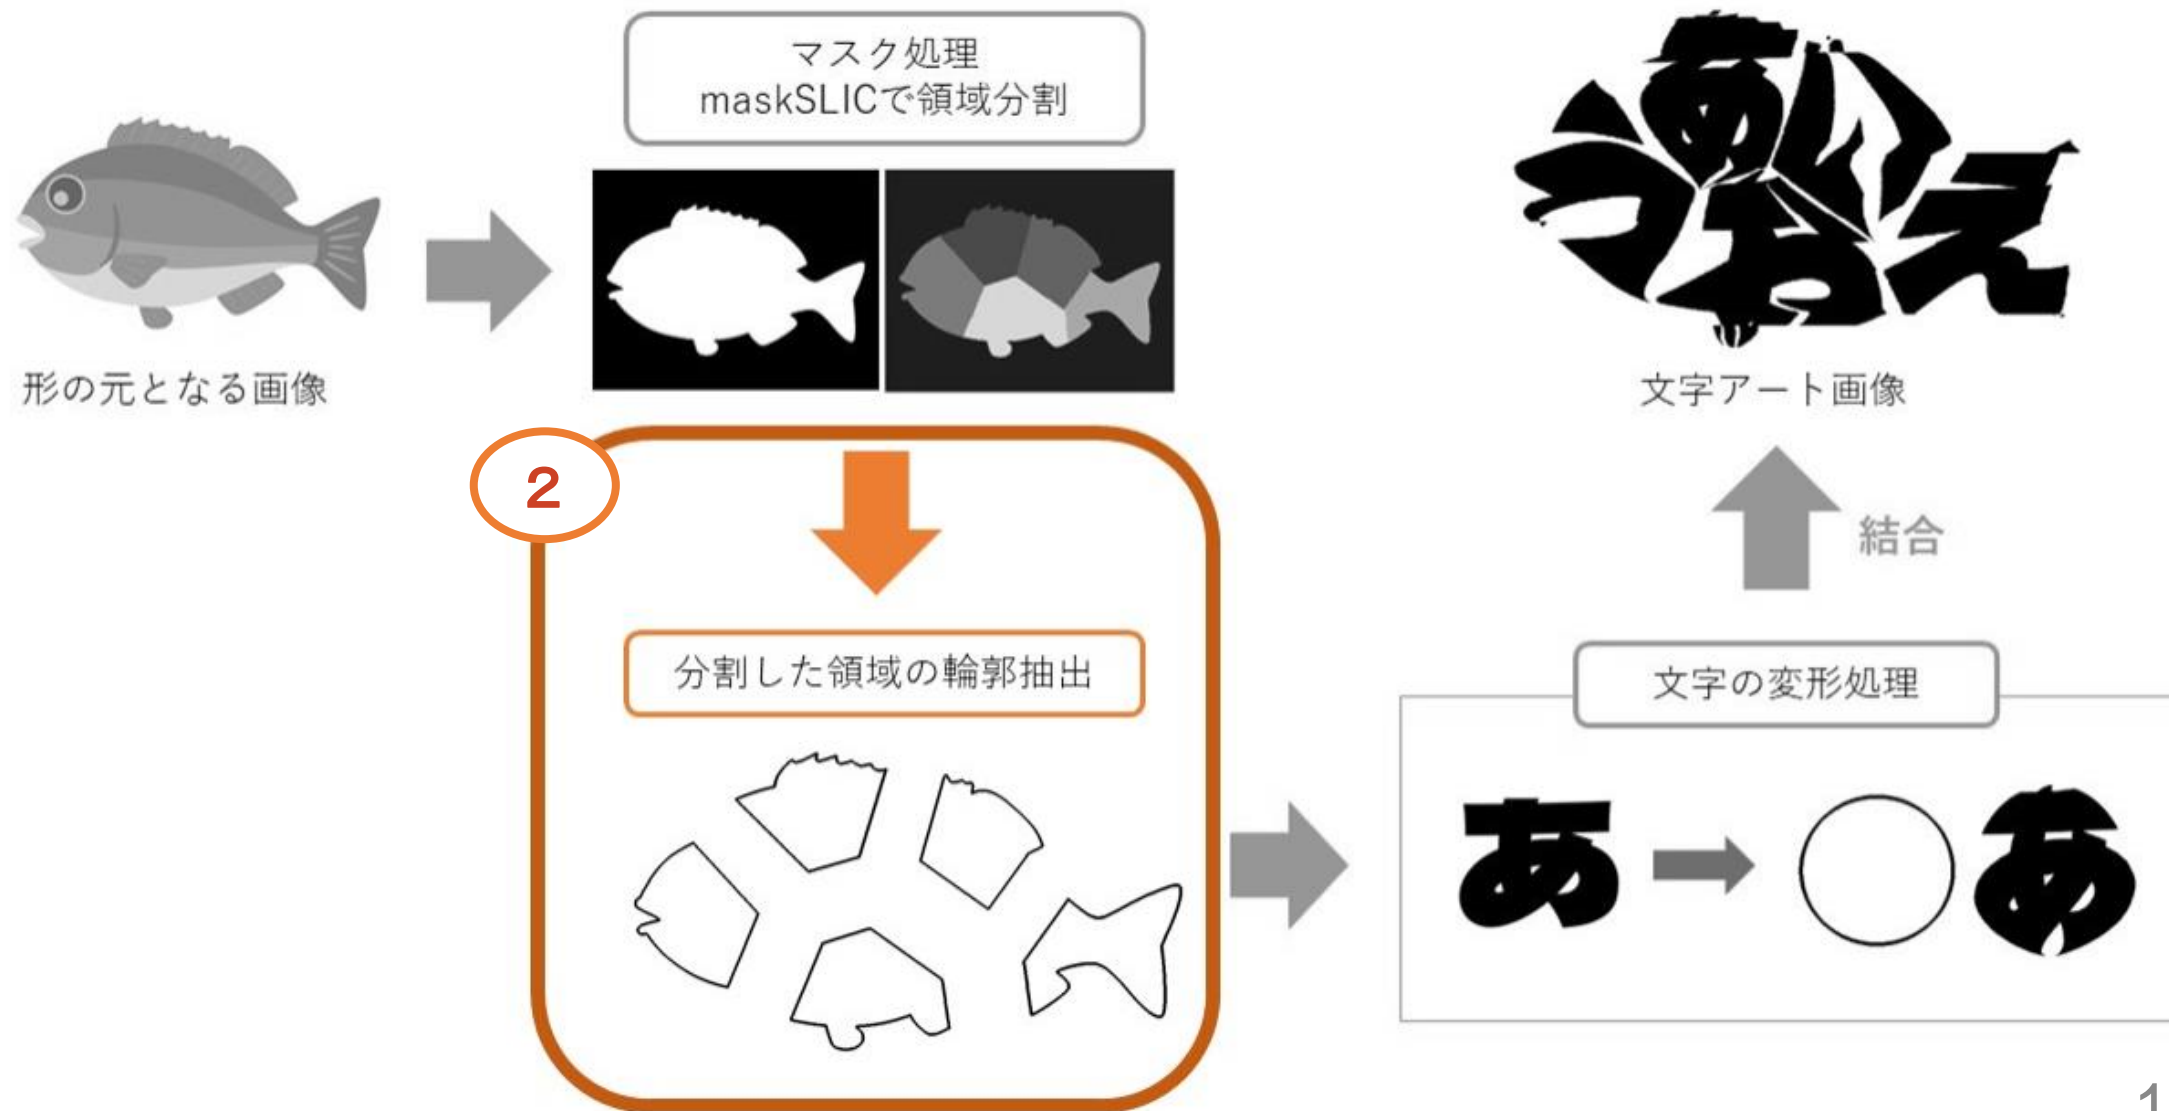 マスク処理
maskSLICで領域分割
形の元となる画像
2
分割した領域の輪郭抽出
文字の変形処理
あ
あ
結合
あいうえお
文字アート画像
1